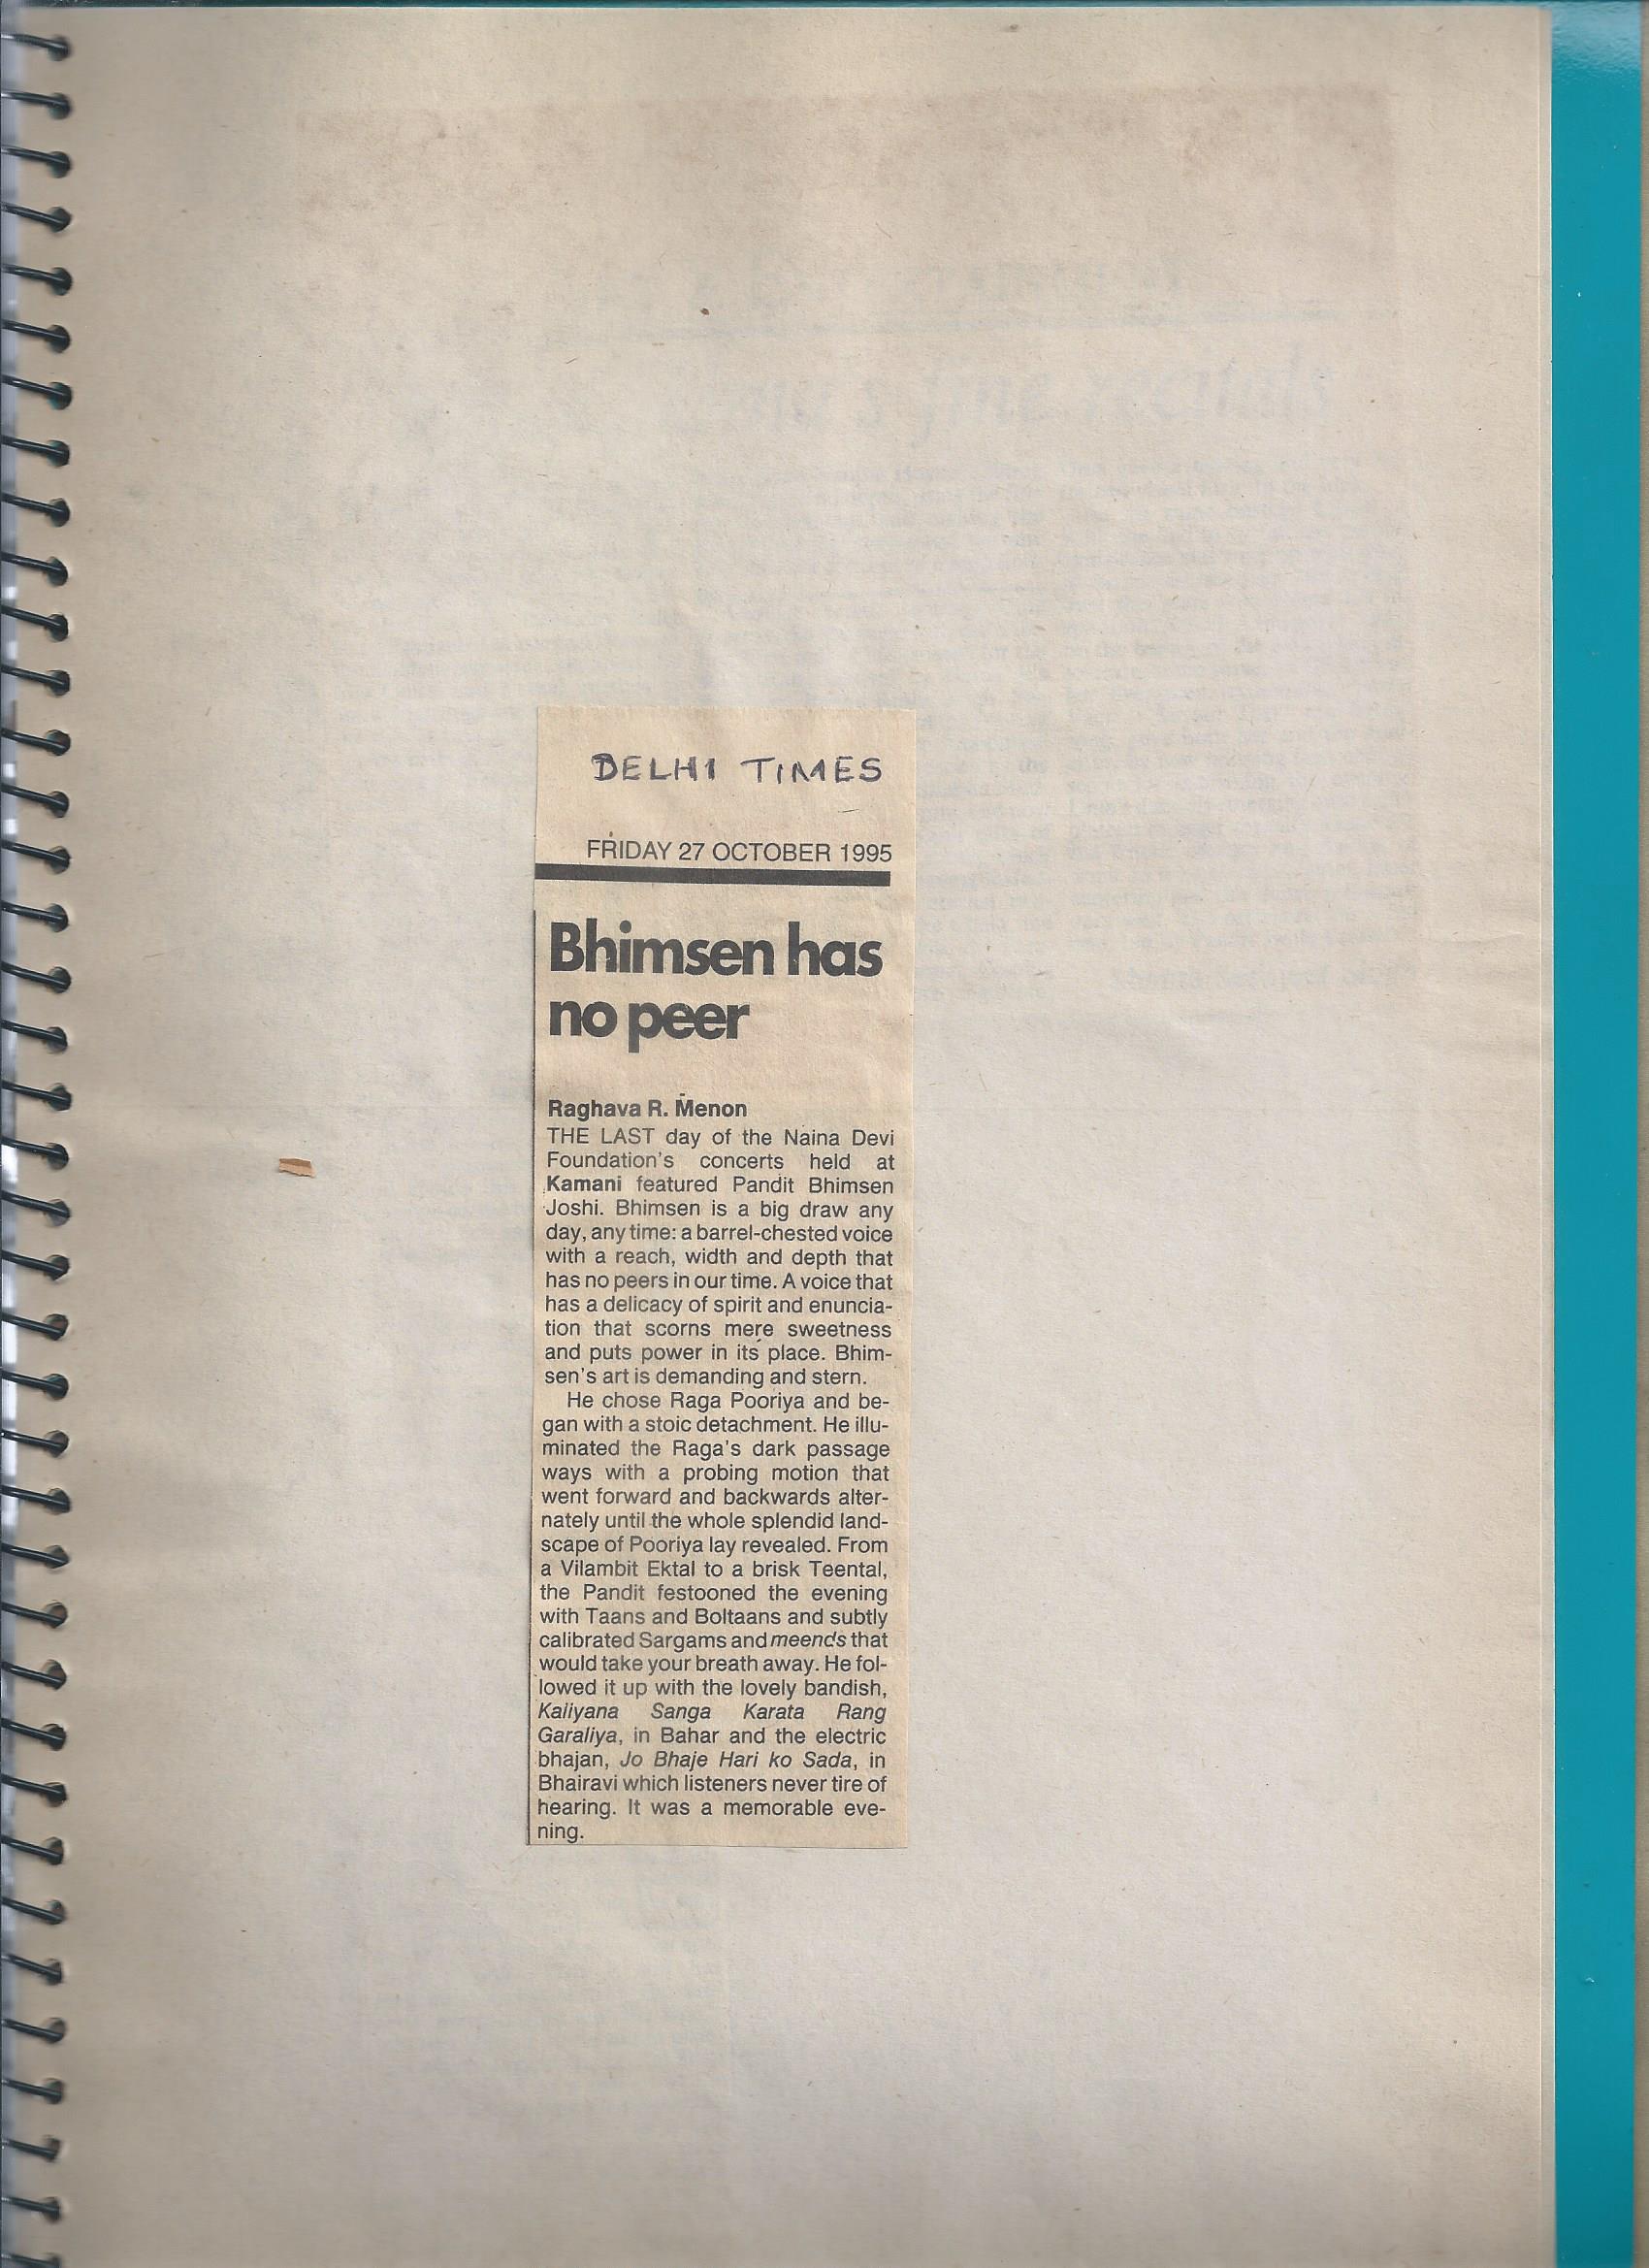 DELHI TIMES
FRIDAY 27 OCTOBER 1995
Bhimsen has
no peer
Raghava R. Menon
THE LAST day of the Naina Devi
Foundation's concerts held at
Kamani featured Pandit Bhimsen
Joshi. Bhimsen is a big draw any
day, any time: a barrel-chested voice
with a reach, width and depth that
has no peers in our time. A voice that
has a delicacy of spirit and enuncia-
tion that scorns mere sweetness
and puts power in its place. Bhim-
sen's art is demanding and stern.
He chose Raga Pooriya and be-
gan with a stoic detachment. He illu-
minated the Raga's dark passage
ways with a probing motion that
went forward and backwards alter-
nately until the whole splendid land-
scape of Pooriya lay revealed. From
a Vilambit Ektal to a brisk Teental,
the Pandit festooned the evening
with Taans and Boltaans and subtly
calibrated Sargams and meends that
would take your breath away. He fol-
lowed it up with the lovely bandish,
Kaliyana Sanga Karata Rang
Garaliya, in Bahar and the electric
bhajan, Jo Bhaje Hari ko Sada, in
Bhairavi which listeners never tire of
hearing. It was a memorable eve-
ning.